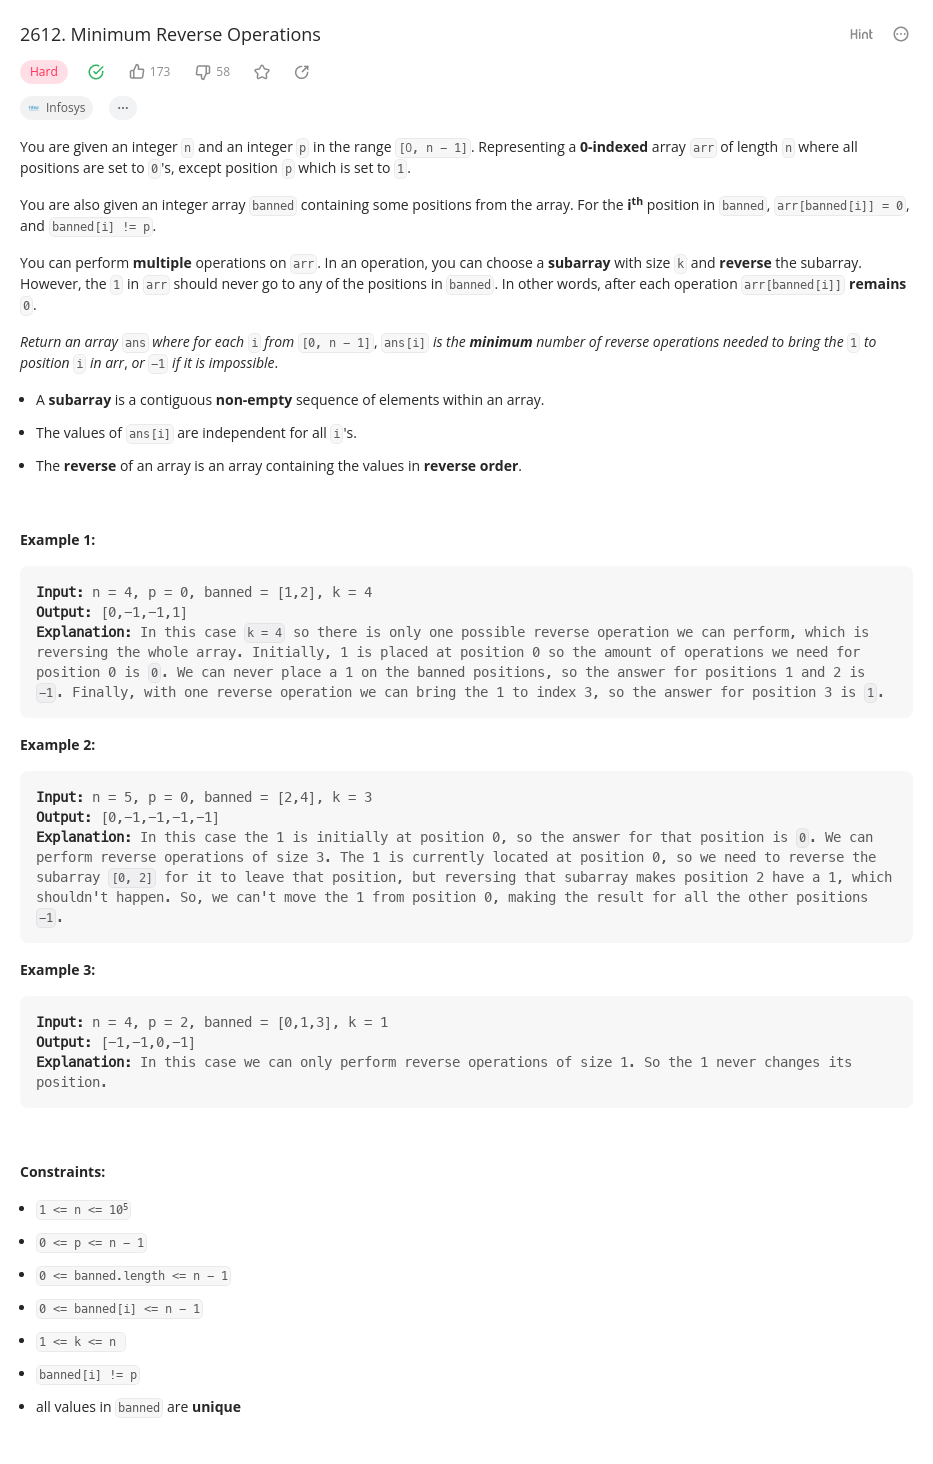 2612. Minimum Reverse Operations
Hint
Hard
173
58
Infosys
...
You are given an integer n and an integer p in the range [0, n − 1]. Representing a 0-indexed array arr of length n where all
positions are set to 0's, except position p which is set to 1.
You are also given an integer array banned containing some positions from the array. For the ith position in banned, arr[banned[i]] = 0,
and banned[i] != p.
You can perform multiple operations on arr. In an operation, you can choose a subarray with size k and reverse the subarray.
However, the 1 in arr should never go to any of the positions in banned. In other words, after each operation arr[banned[i]] remains
0.
Return an array ans where for each i from [0, n − 1], ans[i] is the minimum number of reverse operations needed to bring the 1 to
position i in arr, or −1 if it is impossible.
• A subarray is a contiguous non-empty sequence of elements within an array.
• The values of ans[i] are independent for all i's.
• The reverse of an array is an array containing the values in reverse order.
Example 1:
Input: n = 4, p = 0, banned = [1,2], k = 4
Output: [0,−1,−1,1]
Explanation: In this case k = 4 so there is only one possible reverse operation we can perform, which is
reversing the whole array. Initially, 1 is placed at position 0 so the amount of operations we need for
position 0 is 0. We can never place a 1 on the banned positions, so the answer for positions 1 and 2 is
−1. Finally, with one reverse operation we can bring the 1 to index 3, so the answer for position 3 is 1.
Example 2:
Input: n = 5, p = 0, banned = [2,4], k = 3
Output: [0,−1,−1,−1,−1]
Explanation: In this case the 1 is initially at position 0, so the answer for that position is 0. We can
perform reverse operations of size 3. The 1 is currently located at position 0, so we need to reverse the
subarray [0, 2] for it to leave that position, but reversing that subarray makes position 2 have a 1, which
shouldn't happen. So, we can't move the 1 from position 0, making the result for all the other positions
−1.
Example 3:
Input: n = 4, p = 2, banned = [0,1,3], k = 1
Output: [−1,−1,0,−1]
Explanation: In this case we can only perform reverse operations of size 1. So the 1 never changes its
position.
Constraints:
• 1 <= n <= 10⁵
• 0 <= p <= n − 1
• 0 <= banned.length <= n − 1
• 0 <= banned[i] <= n − 1
• 1 <= k <= n
• banned[i] != p
• all values in banned are unique